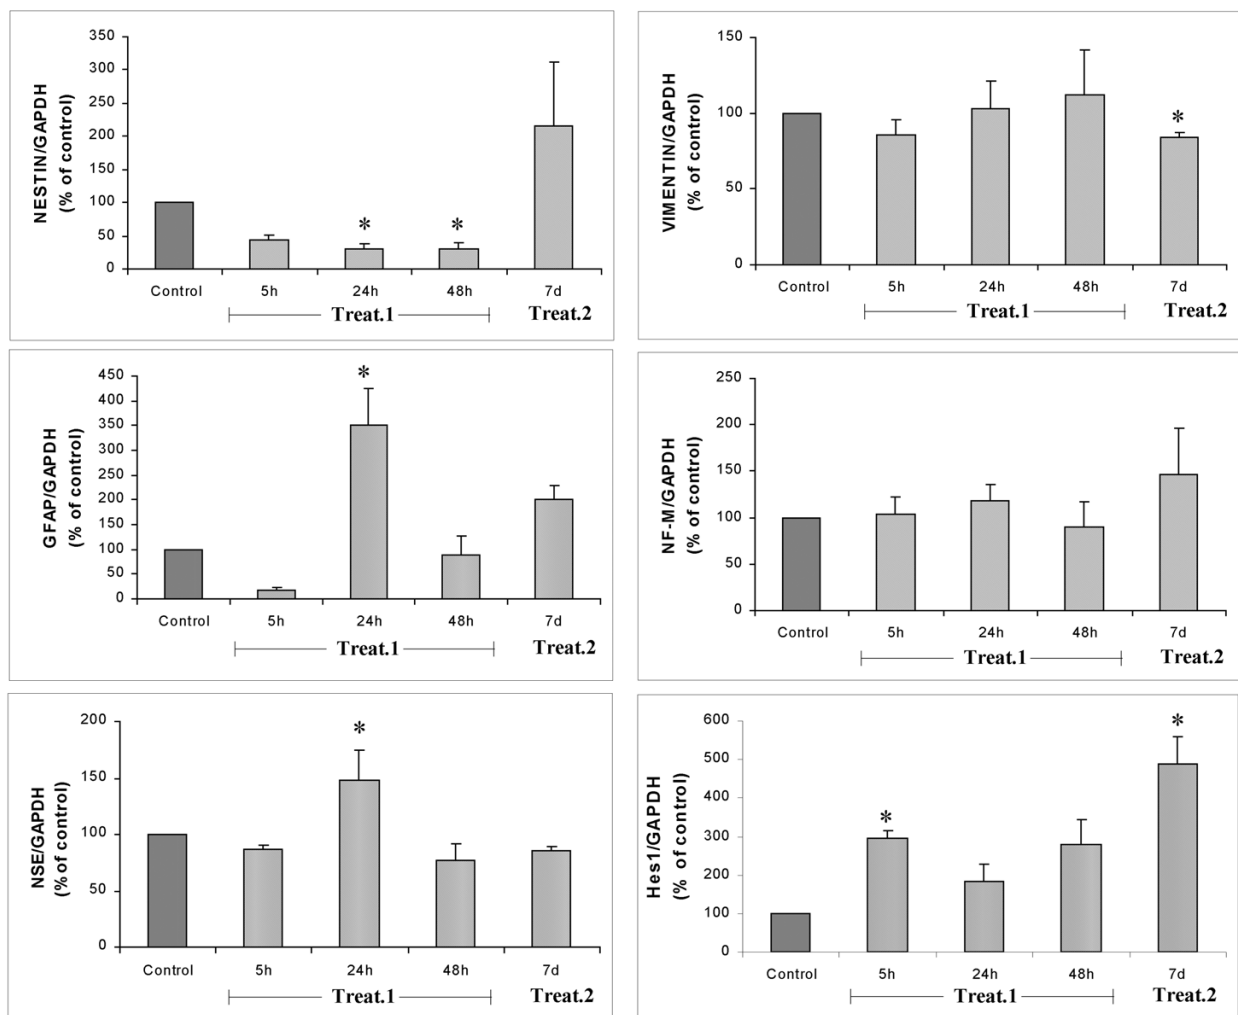 NESTIN/GAPDH
(% of control)
350
300
250
200
150
100
50
0
Control 5h 24h 48h 7d
* *
Treat.1 Treat.2
VIMENTIN/GAPDH
(% of control)
150
100
50
0
Control 5h 24h 48h 7d
*
Treat.1 Treat.2
GFAP/GAPDH
(% of control)
450
400
350
300
250
200
150
100
50
0
Control 5h 24h 48h 7d
*
Treat.1 Treat.2
NF-M/GAPDH
(% of control)
250
200
150
100
50
0
Control 5h 24h 48h 7d
Treat.1 Treat.2
NSE/GAPDH
(% of control)
200
150
100
50
0
Control 5h 24h 48h 7d
*
Treat.1 Treat.2
Hes1/GAPDH
(% of control)
600
500
400
300
200
100
0
Control 5h 24h 48h 7d
* *
Treat.1 Treat.2